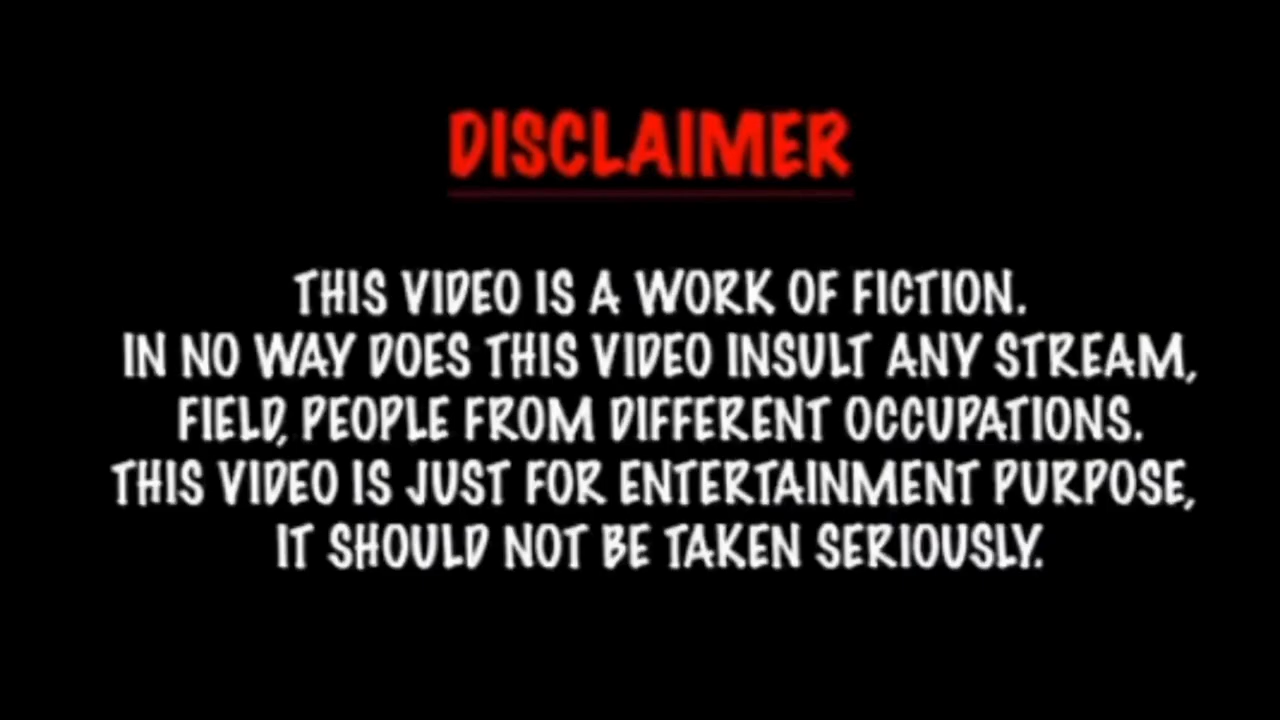 DISCLAIMER
THIS VIDEO IS A WORK OF FICTION.
IN NO WAY DOES THIS VIDEO INSULT ANY STREAM,
FIELD, PEOPLE FROM DIFFERENT OCCUPATIONS.
THIS VIDEO IS JUST FOR ENTERTAINMENT PURPOSE,
IT SHOULD NOT BE TAKEN SERIOUSLY.